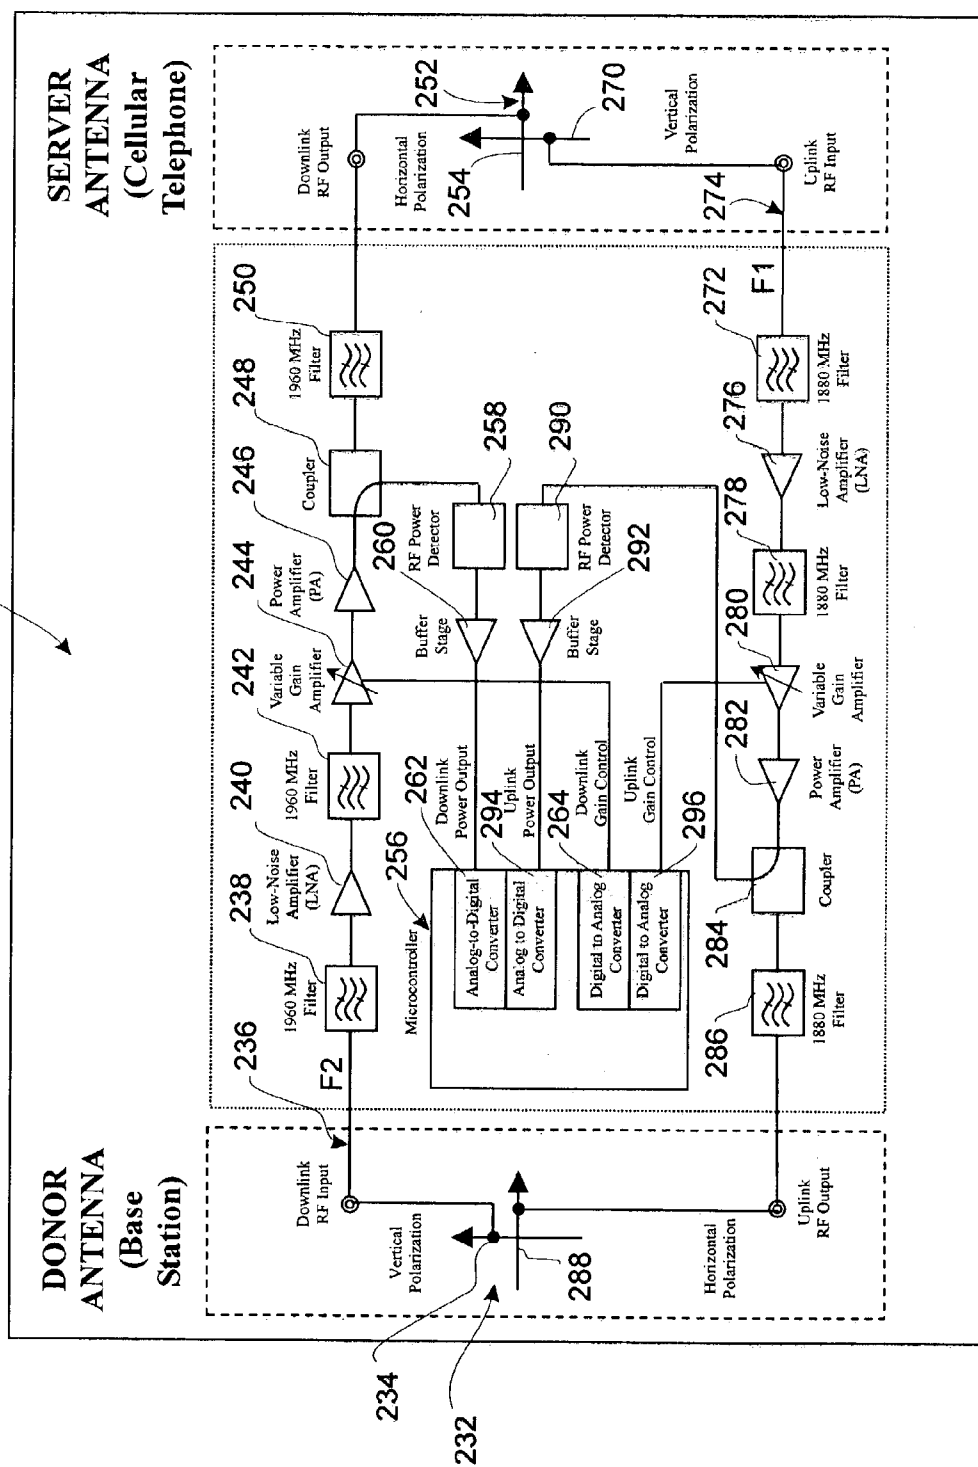 DONOR
ANTENNA
(Base
Station)
SERVER
ANTENNA
(Cellular
Telephone)
236
238
240
242
244
246
248
250
Downlink
RF Input
F2
1960 MHz
Filter
Low-Noise
Amplifier
(LNA)
1960 MHz
Filter
Variable
Gain
Amplifier
Power
Amplifier
(PA)
Coupler
1960 MHz
Filter
Downlink
RF Output
Vertical
Polarization
234
232
288
Horizontal
Polarization
Uplink
RF Output
Microcontroller
256
262
294
264
296
Analog-to-Digital
Converter
Analog to Digital
Converter
Digital to Analog
Converter
Digital to Analog
Converter
Downlink
Power Output
Uplink
Power Output
Downlink
Gain Control
Uplink
Gain Control
Buffer
Stage
260
RF Power
Detector
258
Buffer
Stage
292
RF Power
Detector
290
Horizontal
Polarization
252
254
270
Vertical
Polarization
Uplink
RF Input
274
F1
286
284
282
280
278
276
272
1880 MHz
Filter
Coupler
Power
Amplifier
(PA)
Variable
Gain
Amplifier
1880 MHz
Filter
Low-Noise
Amplifier
(LNA)
1880 MHz
Filter